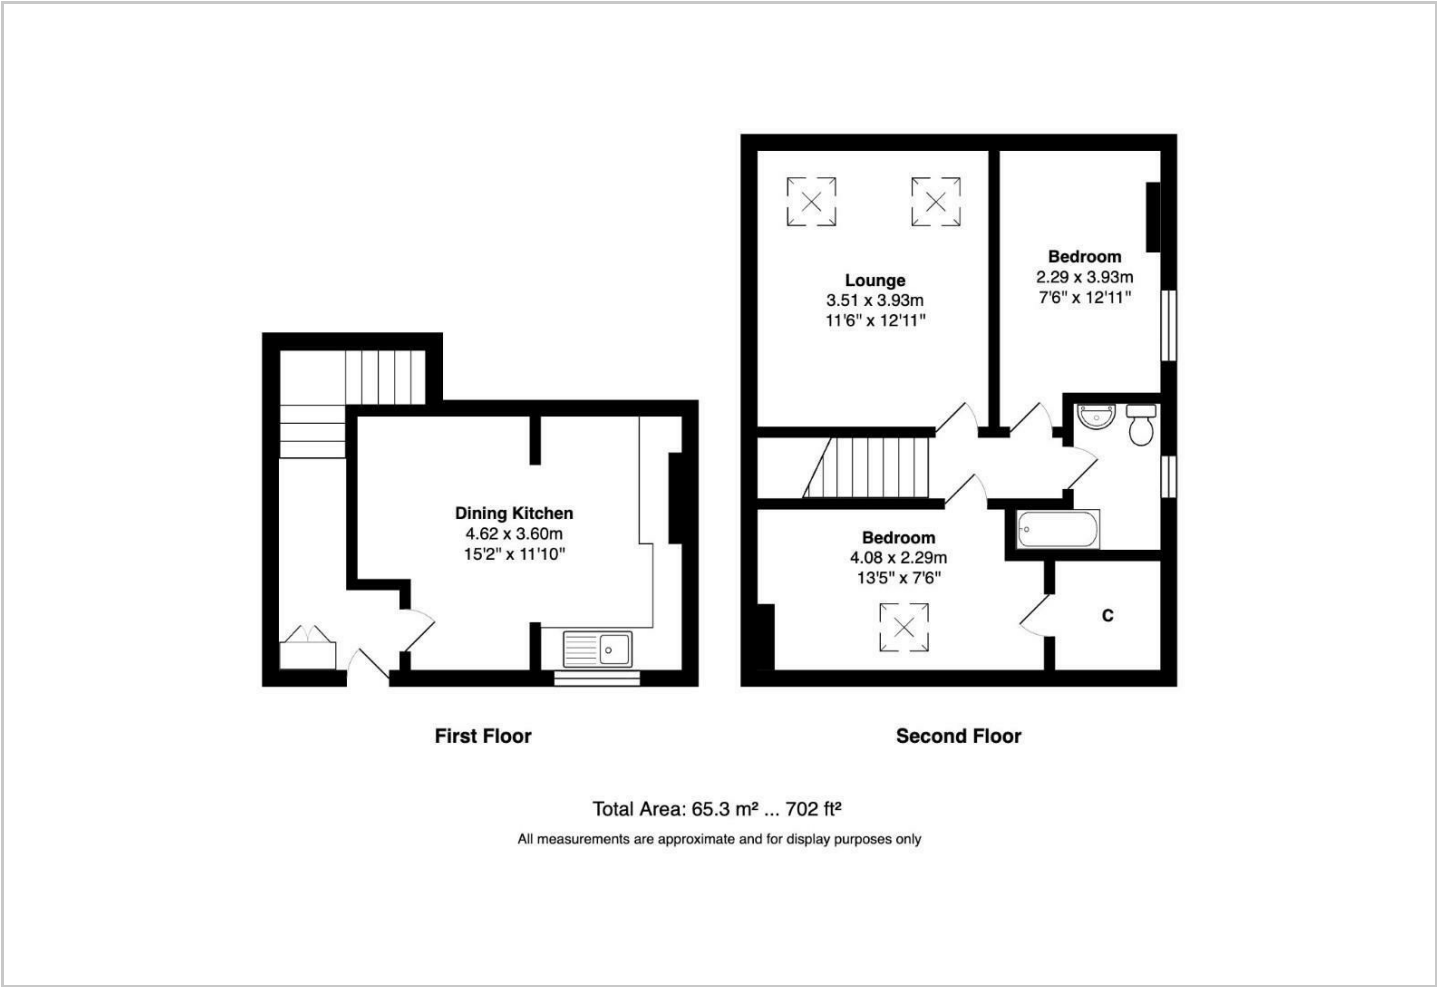 Lounge
3.51 x 3.93m
11'6" x 12'11"
Bedroom
2.29 x 3.93m
7'6" x 12'11"
Dining Kitchen
4.62 x 3.60m
15'2" x 11'10"
Bedroom
4.08 x 2.29m
13'5" x 7'6"
C
First Floor
Second Floor
Total Area: 65.3 m² ... 702 ft²
All measurements are approximate and for display purposes only